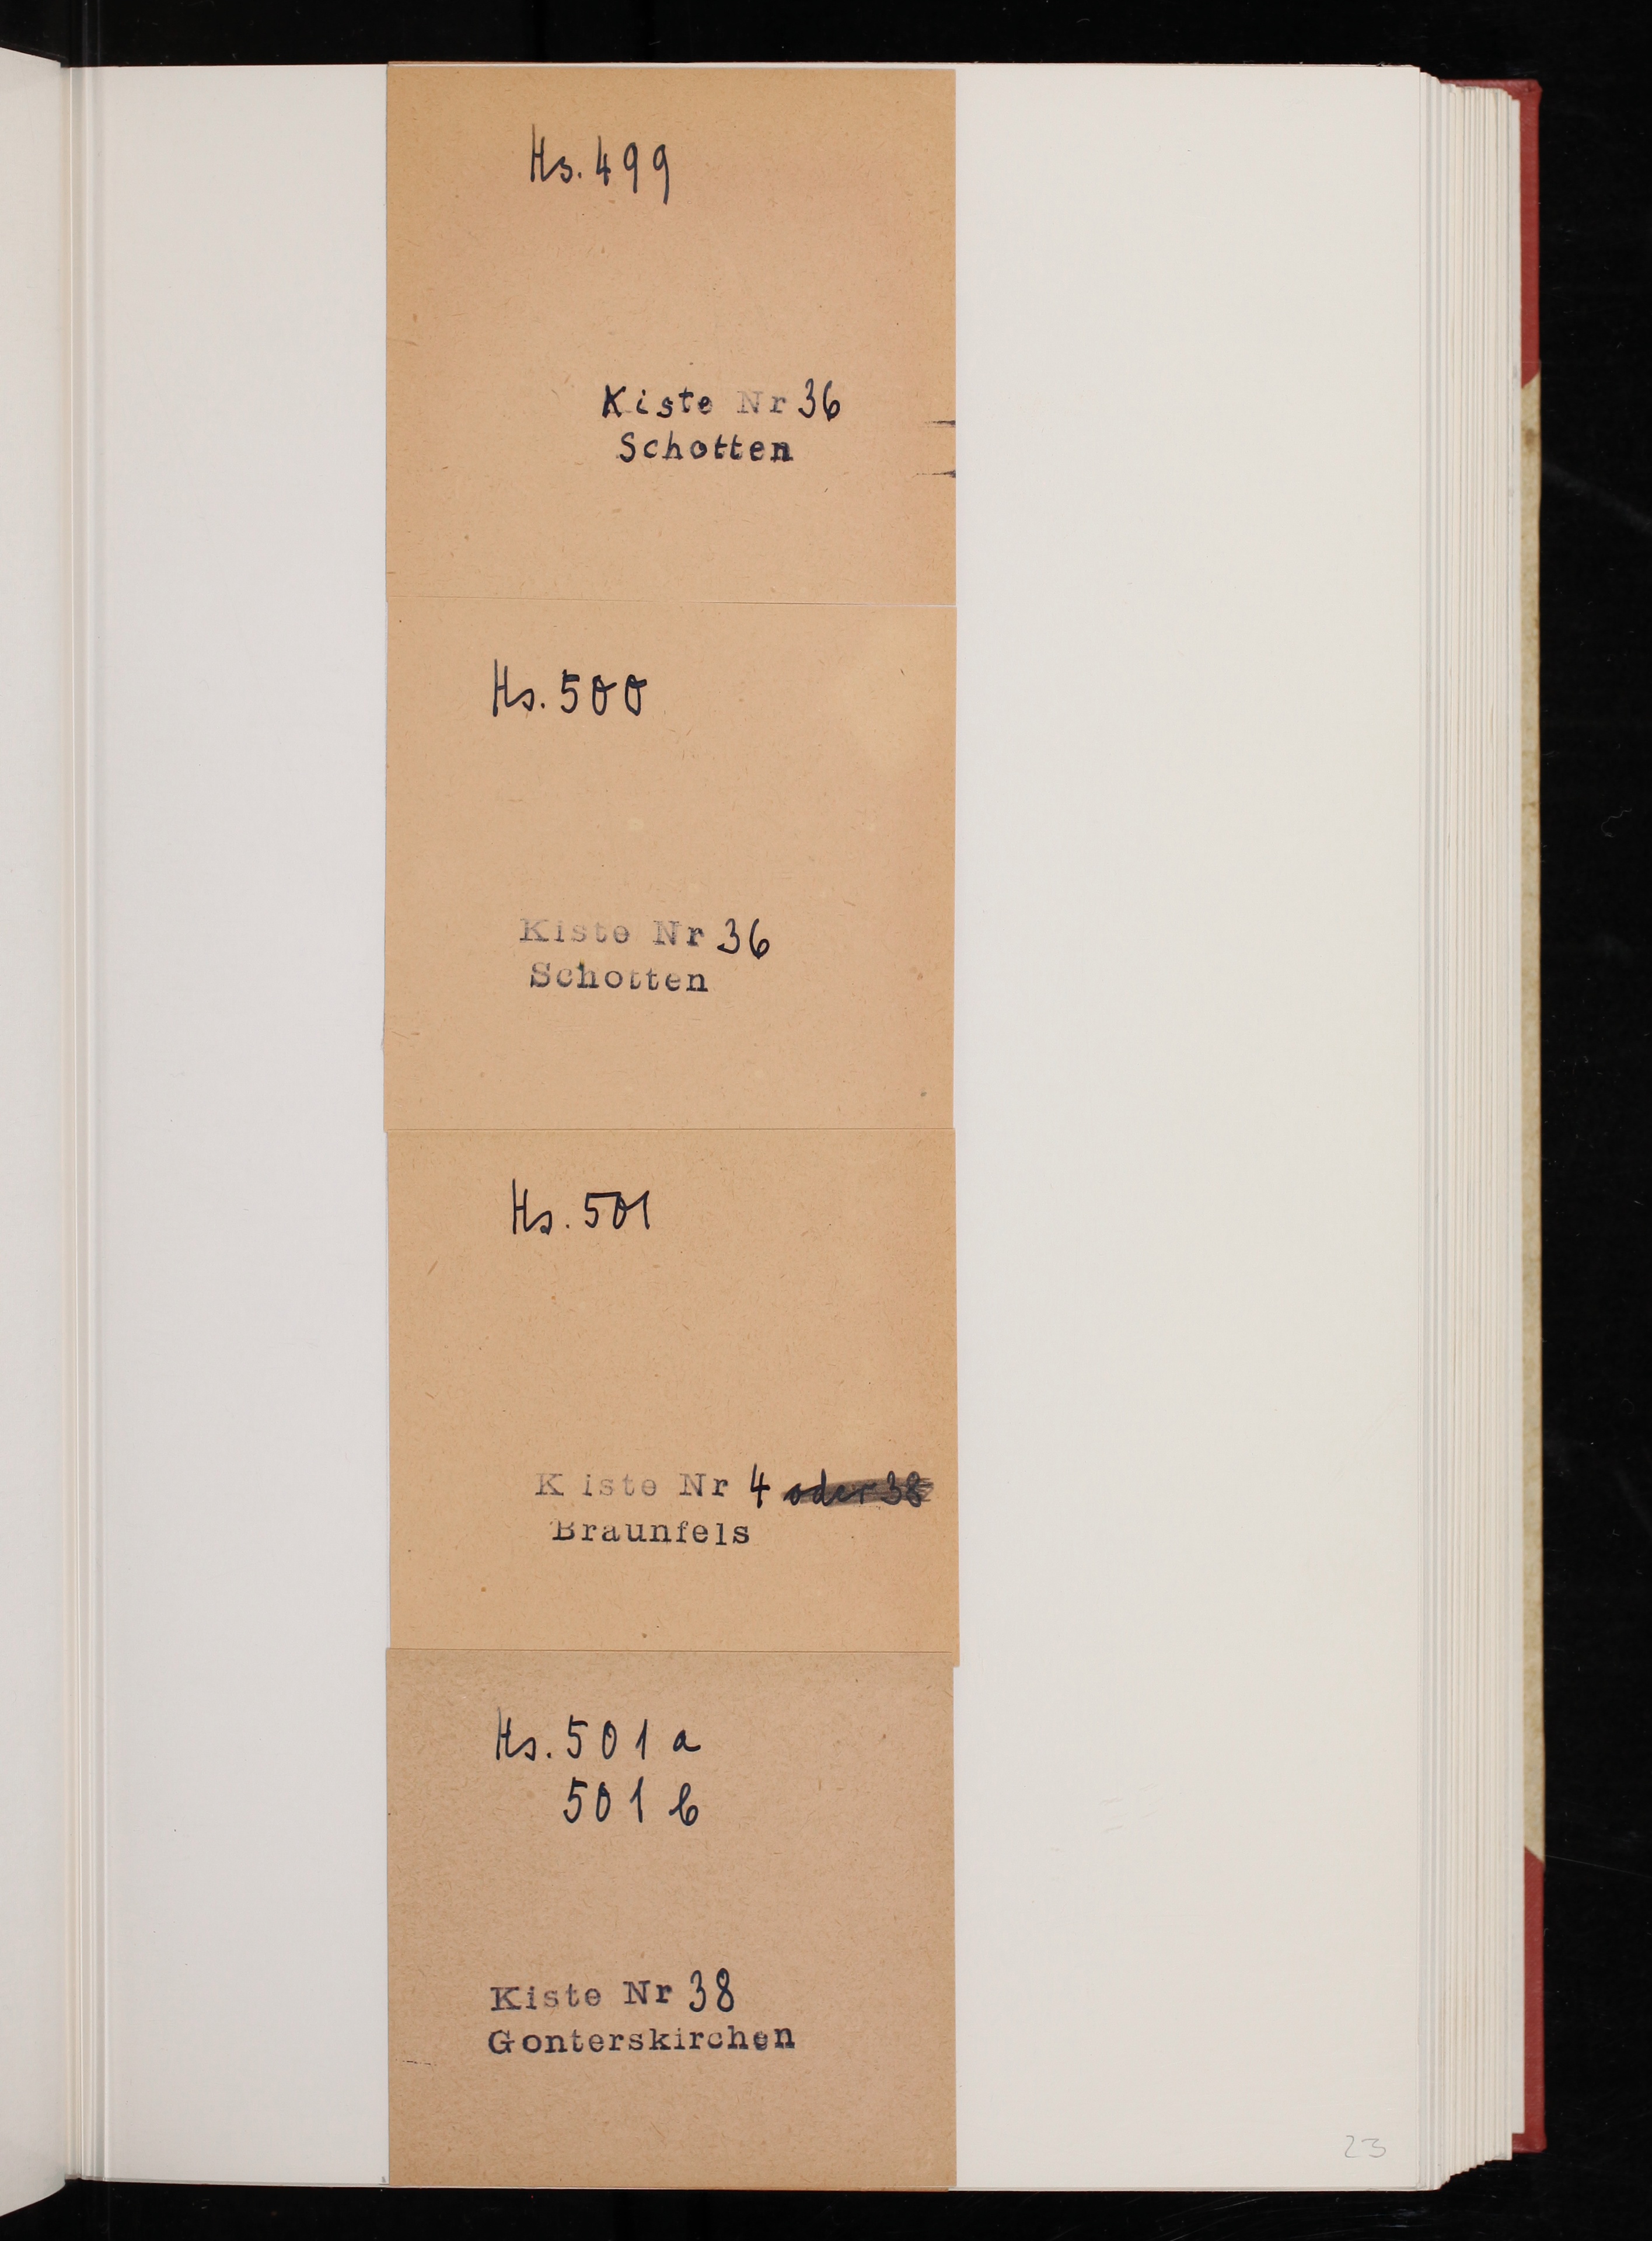 Hs. 499
Kiste Nr 36
Schotten
Hs. 500
Kiste Nr 36
Schotten
Hs. 501
Kiste Nr 4 oder 38
Braunfels
Hs. 501 a
501 b
Kiste Nr 38
Gonterskirchen
23